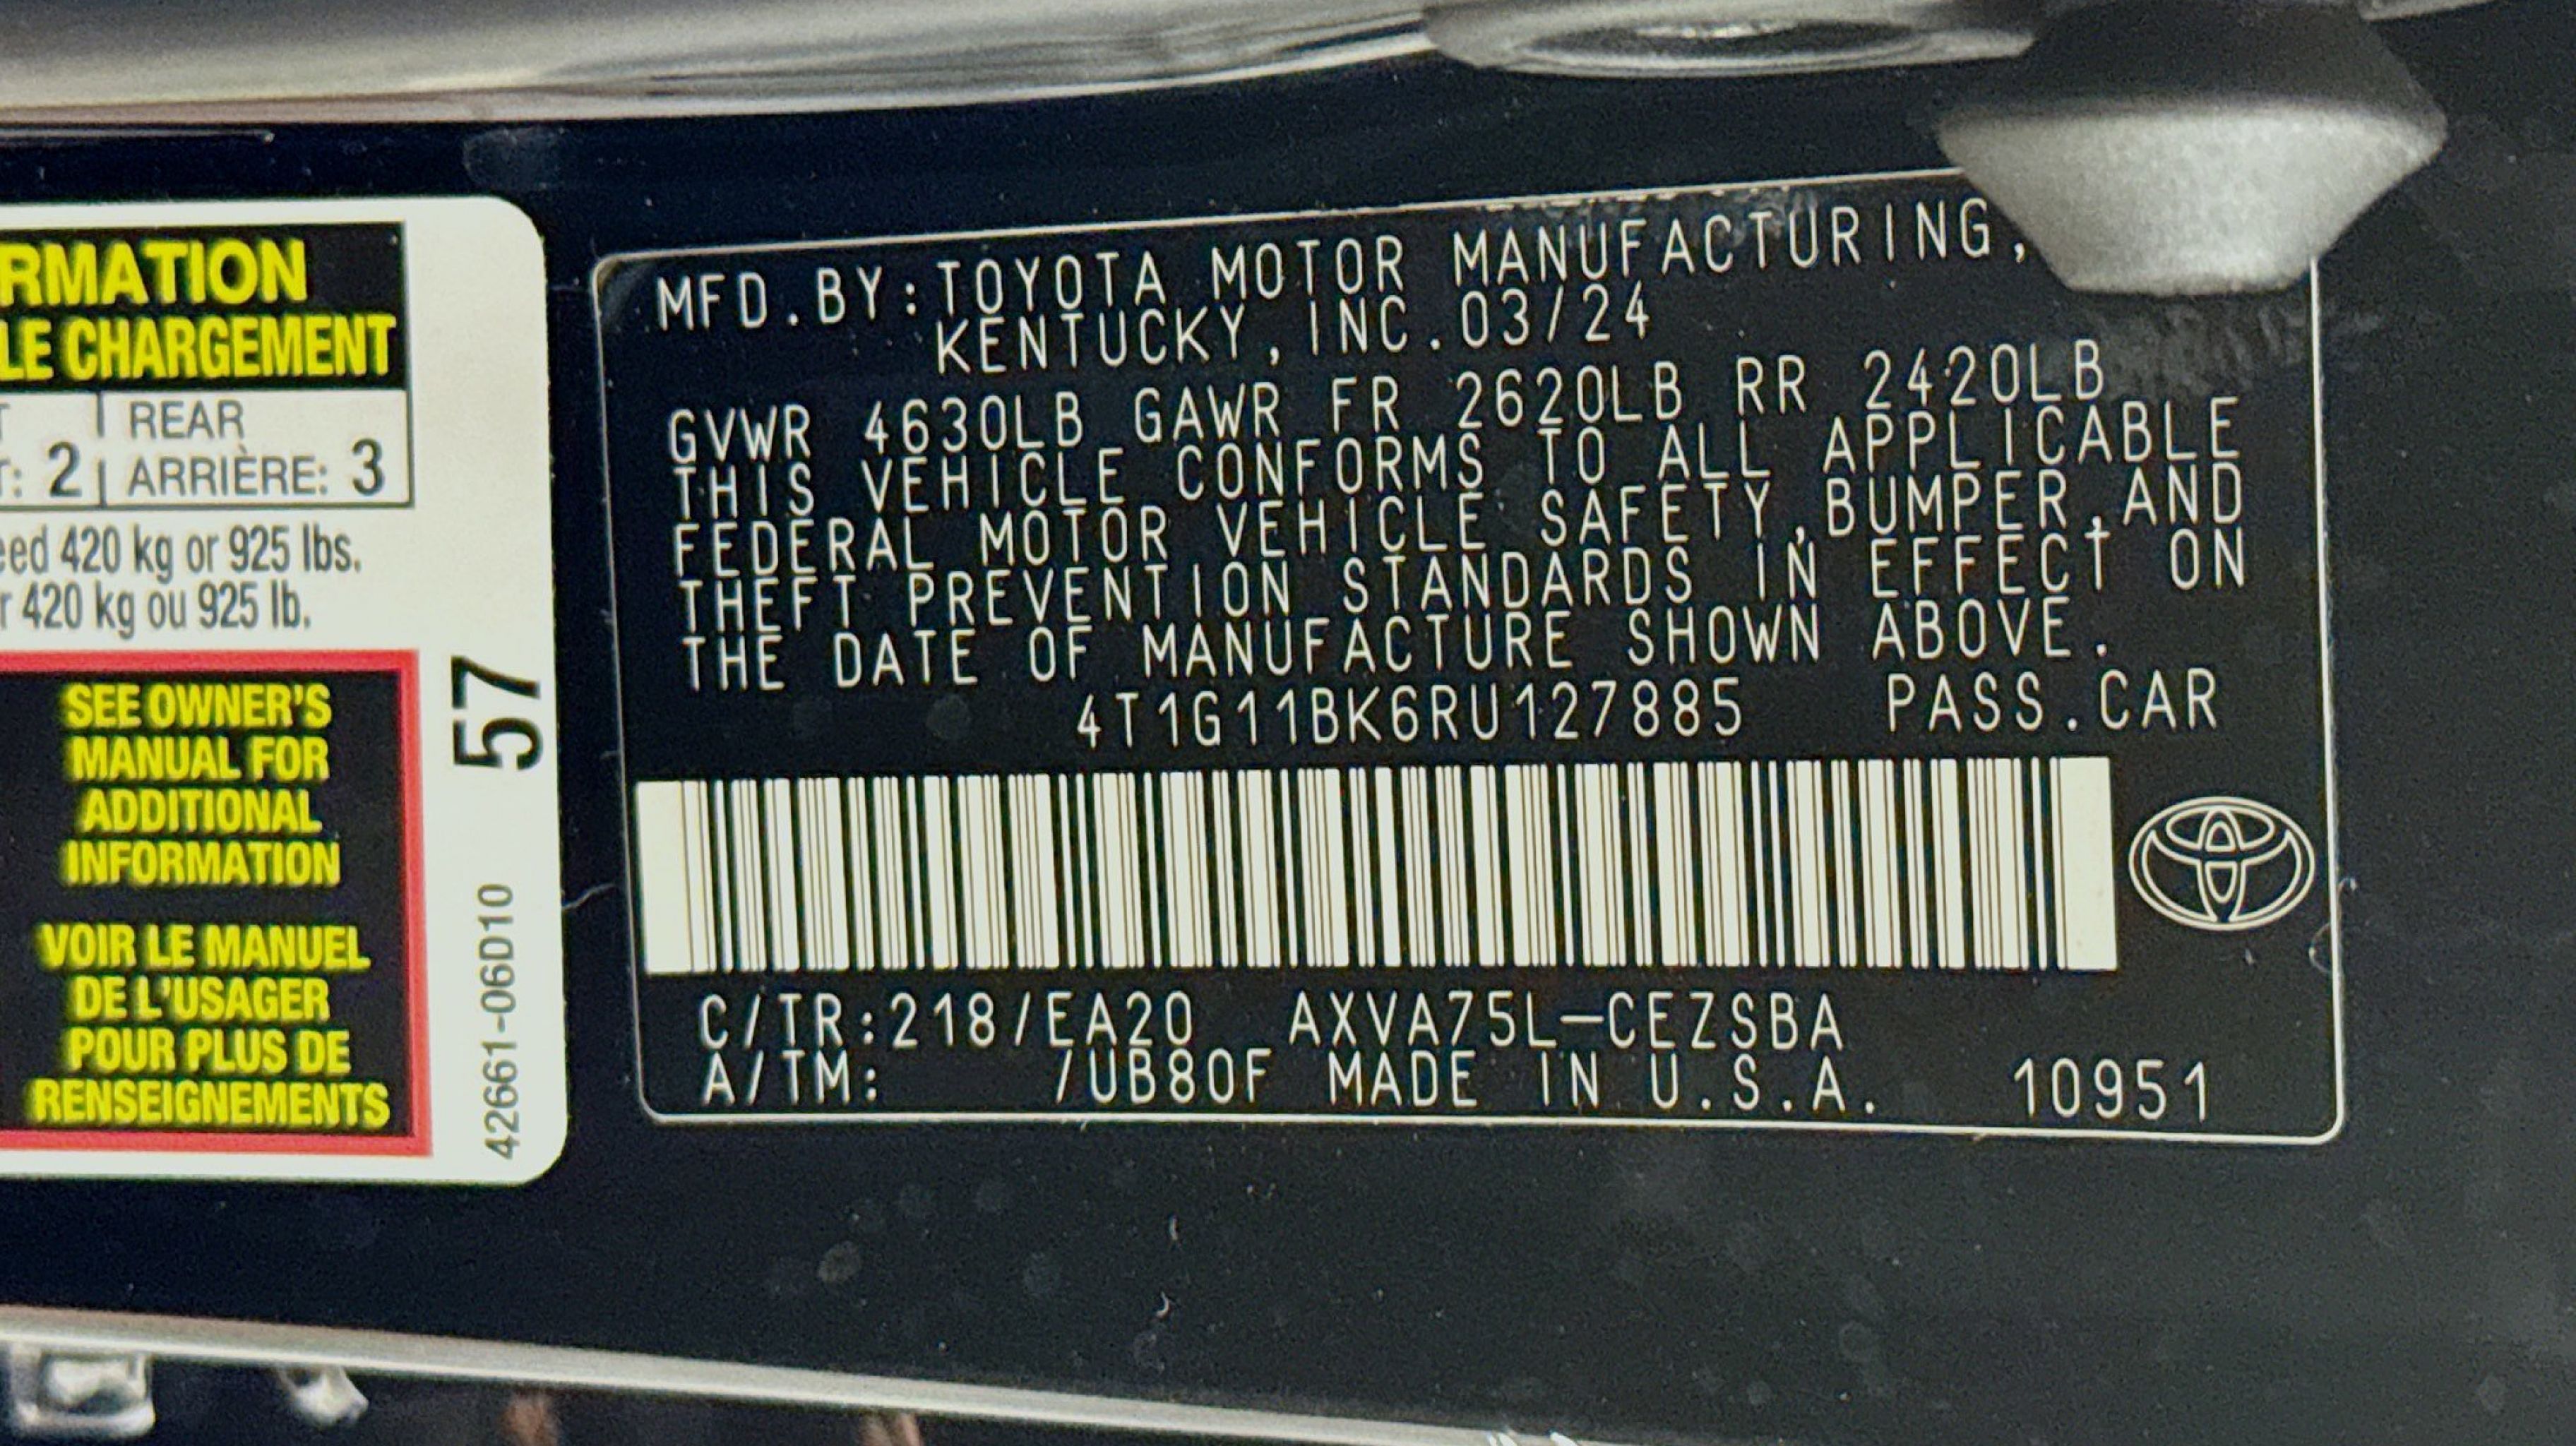 RMATION
LE CHARGEMENT
REAR
: 2 ARRIÈRE: 3
eed 420 kg or 925 lbs.
r 420 kg ou 925 lb.
SEE OWNER'S
MANUAL FOR
ADDITIONAL
INFORMATION
VOIR LE MANUEL
DE L'USAGER
POUR PLUS DE
RENSEIGNEMENTS
57
42661-06D10
MFD.BY:TOYOTA MOTOR MANUFACTURING,
KENTUCKY,INC.03/24
GVWR 4630LB GAWR FR 2620LB RR 2420LB
THIS VEHICLE CONFORMS TO ALL APPLICABLE
FEDERAL MOTOR VEHICLE SAFETY,BUMPER,AND
THEFT PREVENTION STANDARDS IN EFFECT ON
THE DATE OF MANUFACTURE SHOWN ABOVE.
4T1G11BK6RU127885 PASS.CAR
C/TR:218/EA20 AXVA75L-CEZSBA
A/TM: /UB80F MADE IN U.S.A. 10951